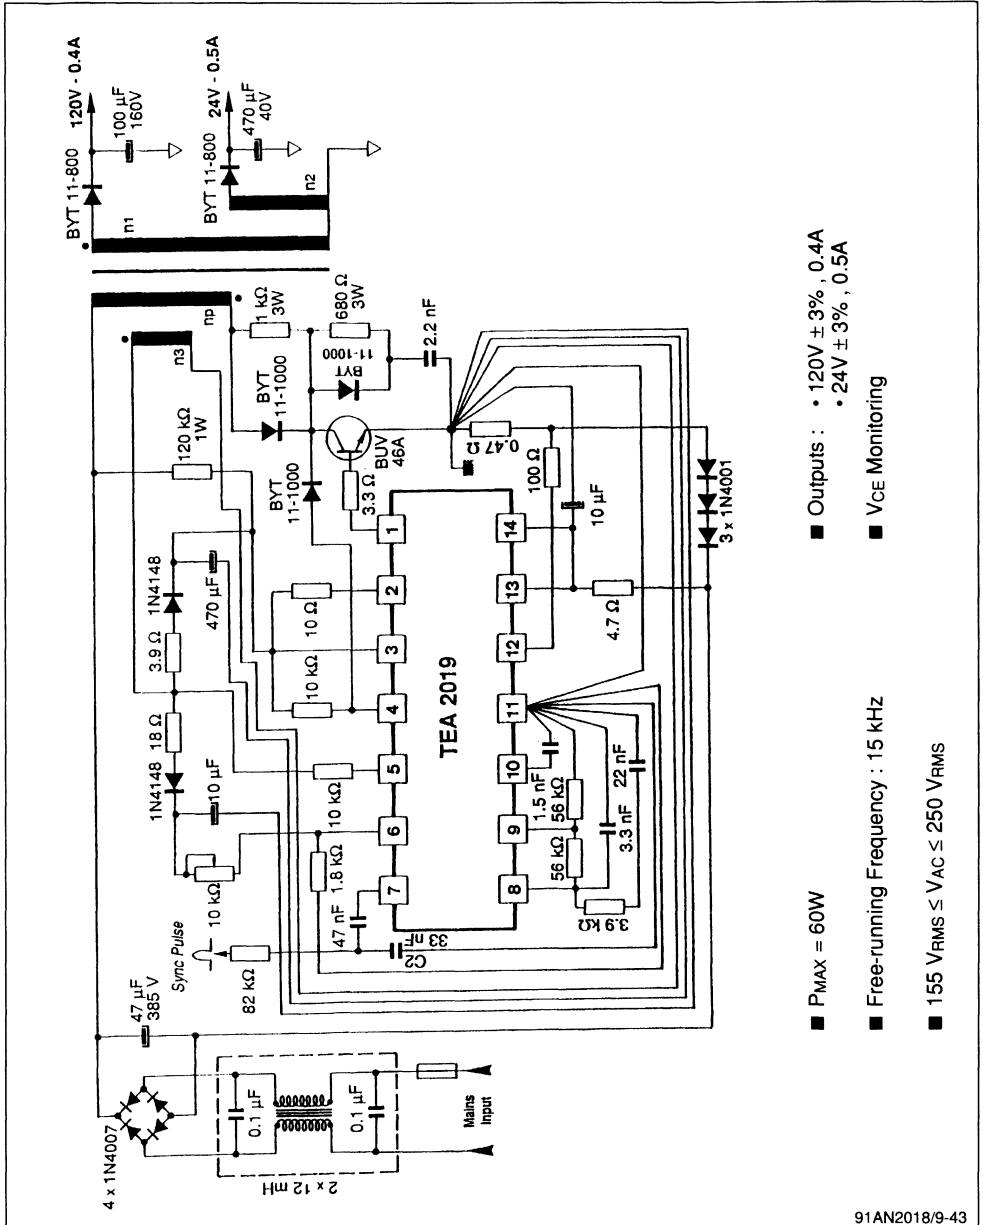 120V - 0.4A
100 µF
160V
24V - 0.5A
470 µF
40V
BYT 11-800
BYT 11-800
n1
n2
np
n3
1 kΩ
3W
680 Ω
3W
2.2 nF
120 kΩ
1W
BYT
11-1000
BYT
11-1000
BYT
11-1000
BUV
46A
3.3 Ω
0.47 Ω
100 Ω
10 µF
3 x 1N4001
4.7 Ω
1N4148
470 µF
3.9 Ω
18 Ω
1N4148
10 µF
10 kΩ
10 Ω
10 kΩ
10 kΩ
1.8 kΩ
47 nF
33 nF
C2
82 kΩ
Sync Pulse
TEA 2019
1
2
3
4
5
6
7
8
9
10
11
12
13
14
1.5 nF
56 kΩ
56 kΩ
3.3 nF
22 nF
3.9 kΩ
47 µF
385 V
4 x 1N4007
0.1 µF
0.1 µF
2 x 12 mH
Mains
Input
■ PMAX = 60W
■ Free-running Frequency : 15 kHz
■ 155 VRMS ≤ VAC ≤ 250 VRMS
■ Outputs : • 120V ± 3% , 0.4A
• 24V ± 3%, 0.5A
■ VCE Monitoring
91AN2018/9-43